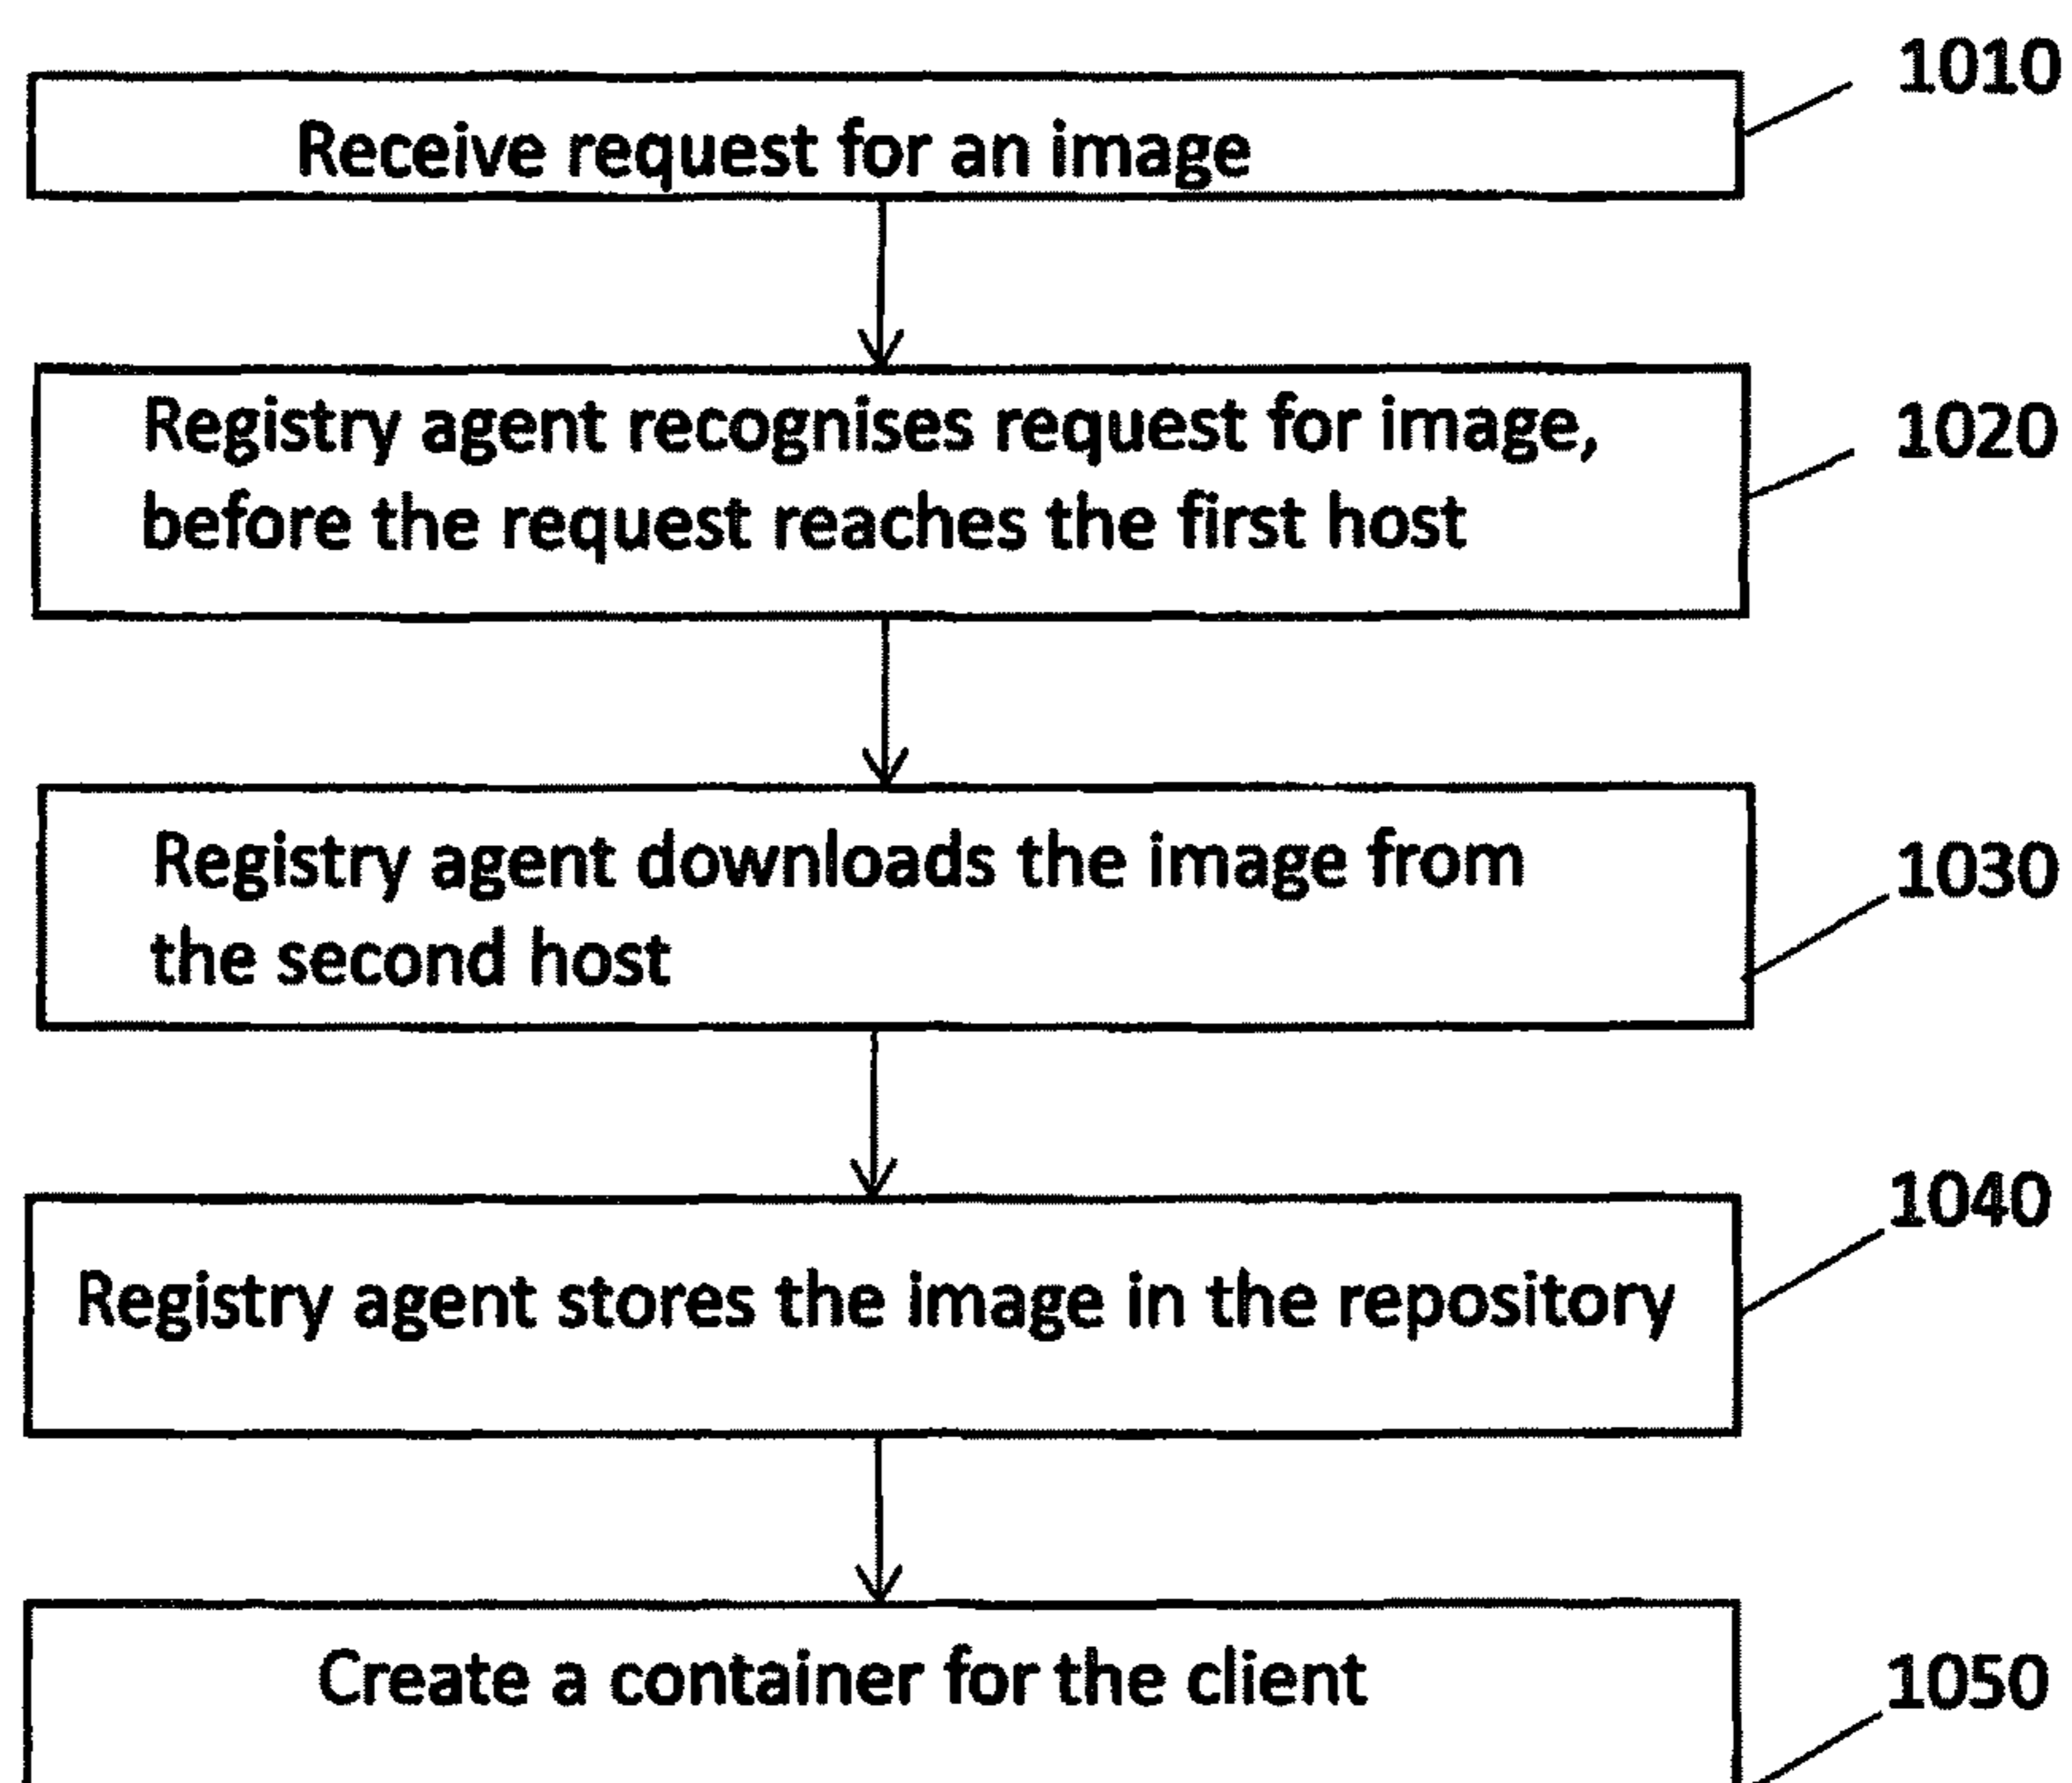 1010
Receive request for an image
Registry agent recognises request for image,
before the request reaches the first host
1020
Registry agent downloads the image from
the second host
1030
1040
Registry agent stores the image in the repository
Create a container for the client
1050